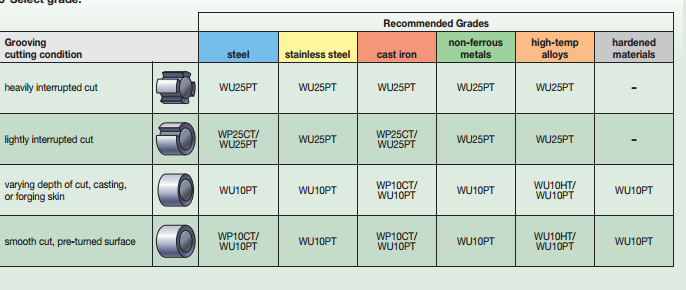 Select grade.
Recommended Grades
Grooving
cutting condition
steel
stainless steel
cast iron
non-ferrous
metals
high-temp
alloys
hardened
materials
heavily interrupted cut
WU25PT
WU25PT
WU25PT
WU25PT
WU25PT
–
lightly interrupted cut
WP25CT/
WU25PT
WU25PT
WP25CT/
WU25PT
WU25PT
WU25PT
–
varying depth of cut, casting,
or forging skin
WU10PT
WU10PT
WP10CT/
WU10PT
WU10PT
WU10HT/
WU10PT
WU10PT
smooth cut, pre-turned surface
WP10CT/
WU10PT
WU10PT
WP10CT/
WU10PT
WU10PT
WU10HT/
WU10PT
WU10PT